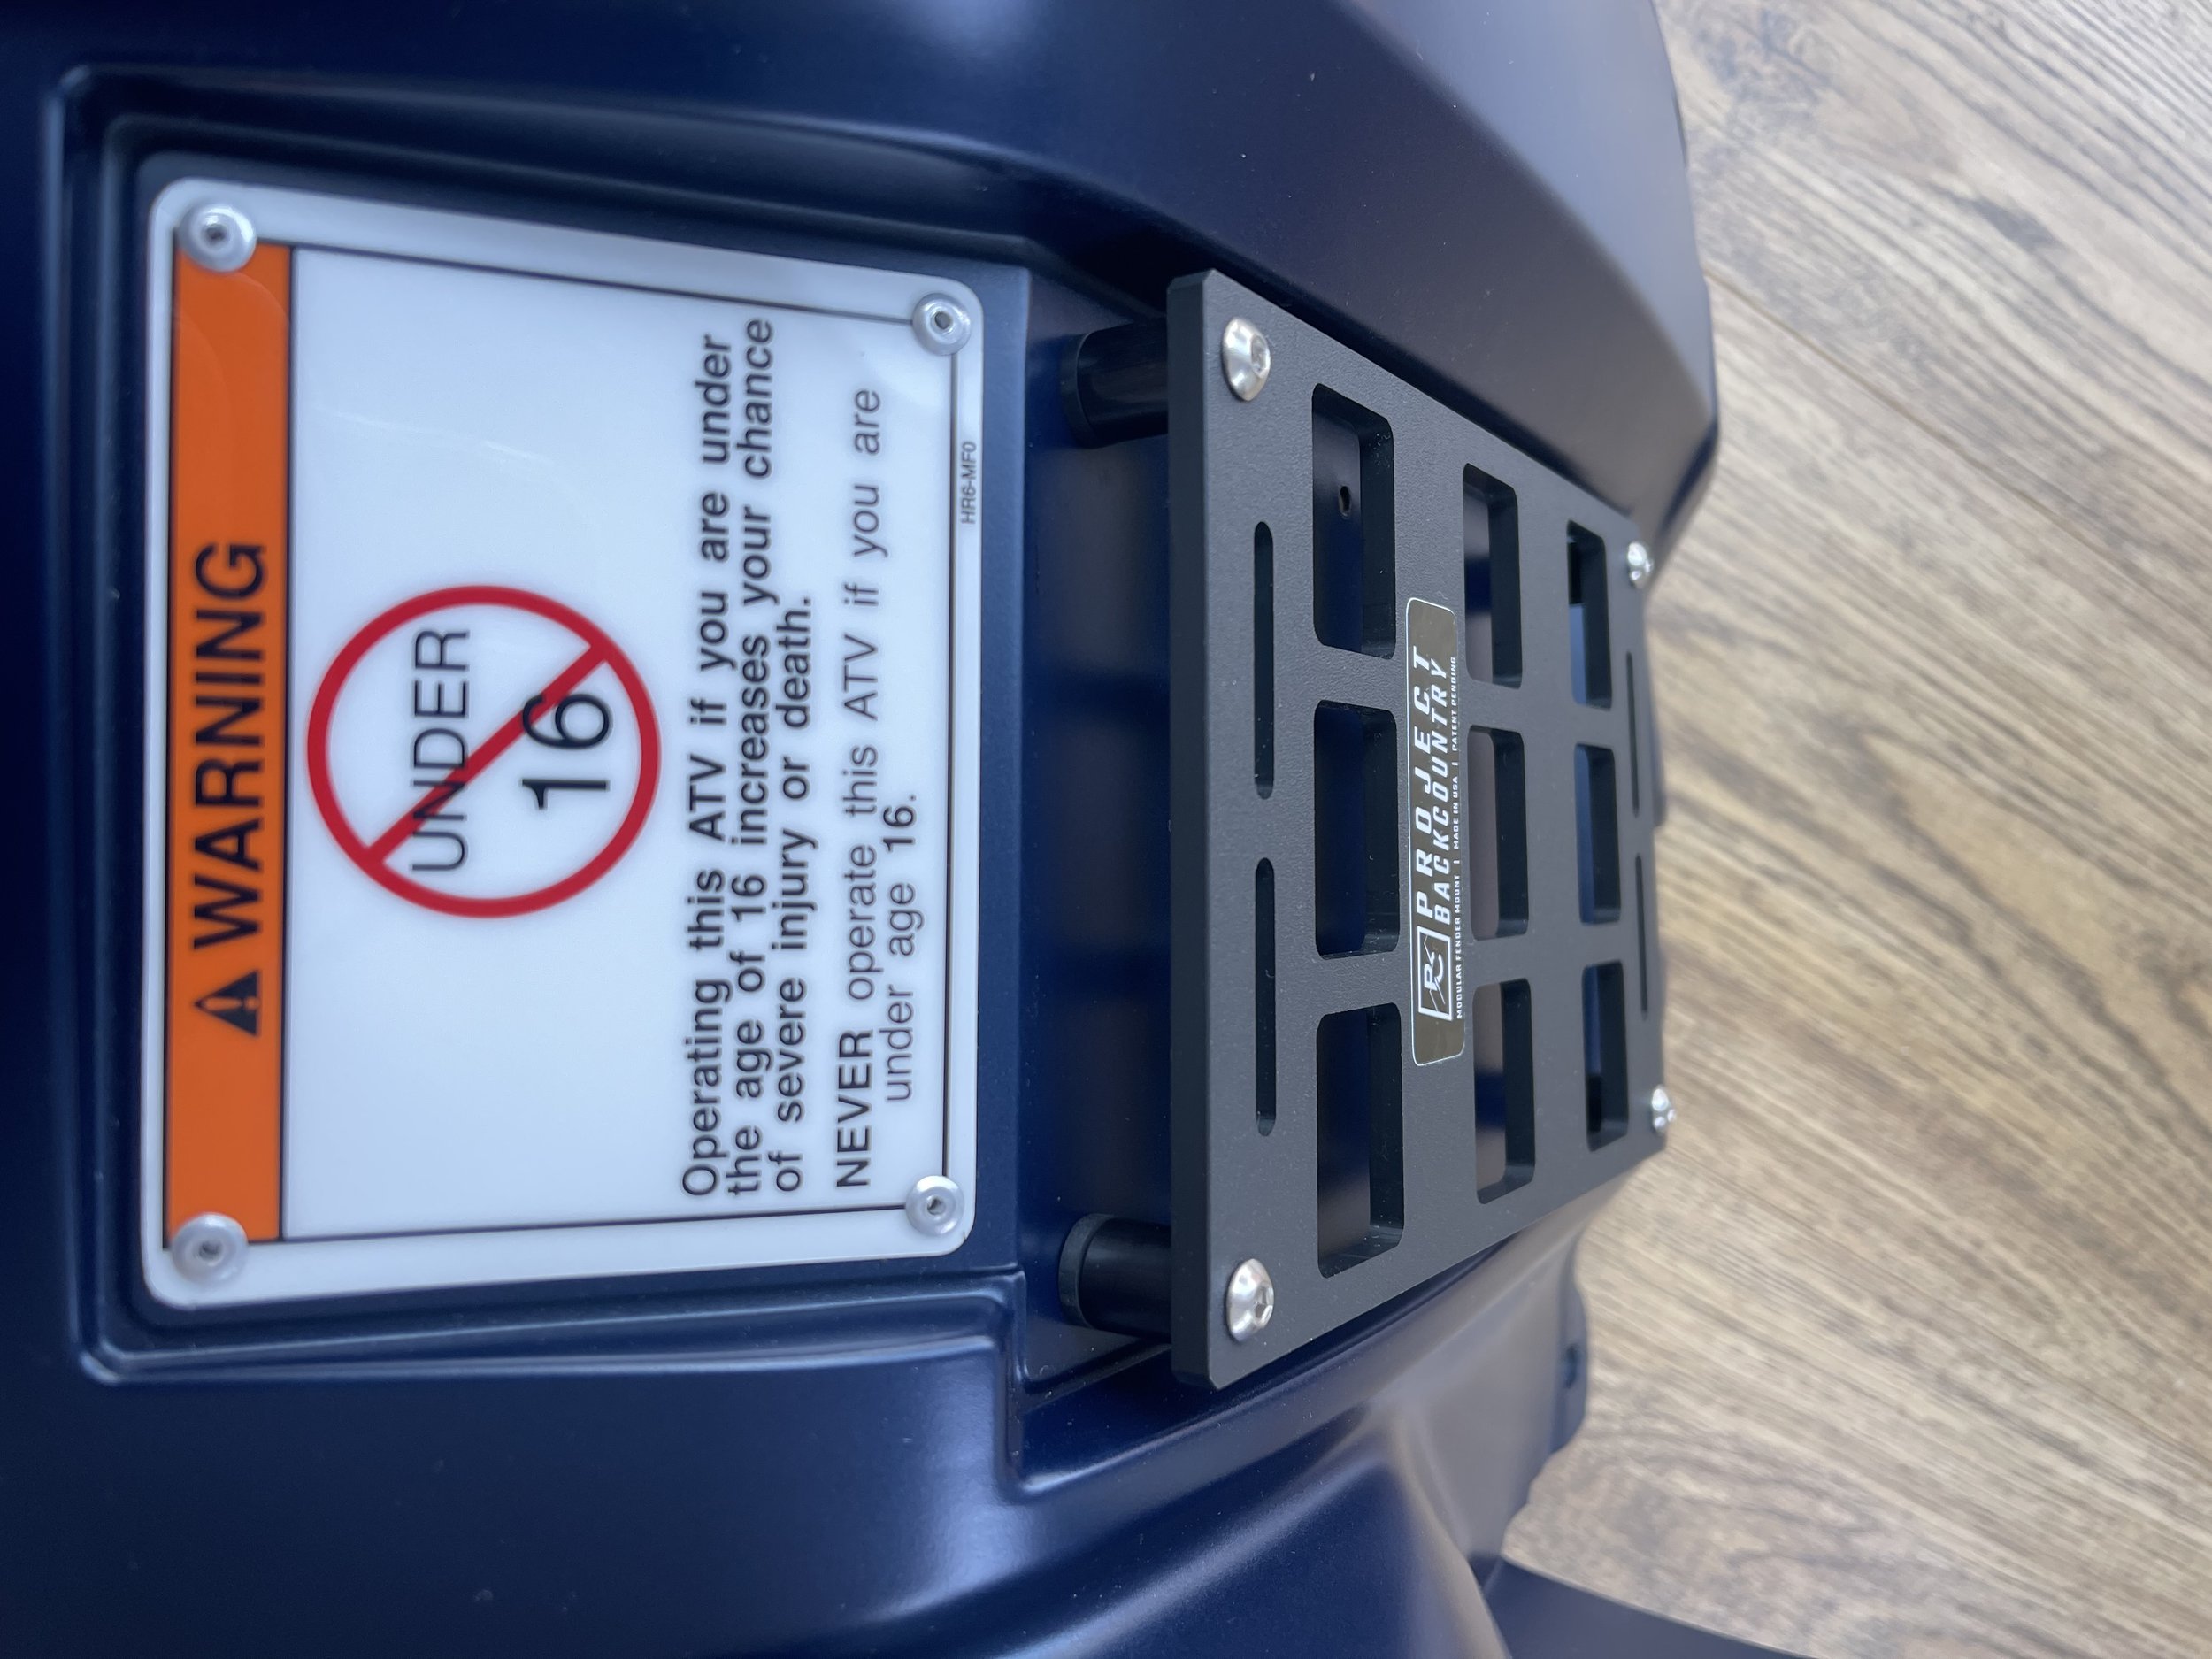 WARNING
UNDER
16
Operating this ATV if you are under
the age of 16 increases your chance
of severe injury or death.
NEVER operate this ATV if you are
under age 16.
HR6-MF0
PROJECT
BACKCOUNTRY
MODULAR FENDER MOUNT | MADE IN USA | PATENT PENDING